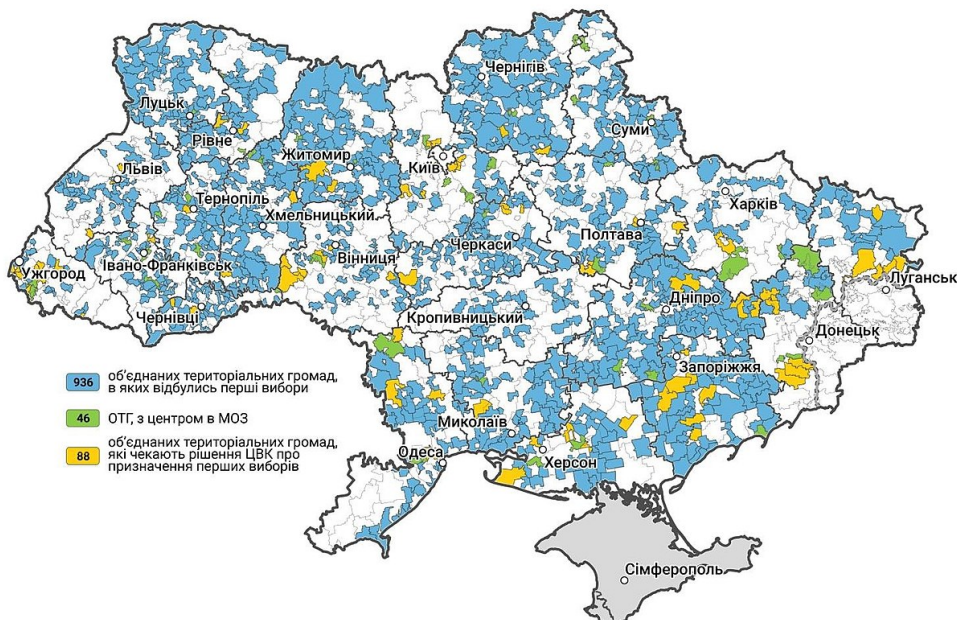 Чернігів
Луцьк
Рівне
Суми
Житомир
Київ
Львів
Тернопіль
Харків
Хмельницький
Полтава
Черкаси
Вінниця
Івано-Франківськ
Ужгород
Луганськ
Дніпро
Чернівці
Кропивницький
Донецьк
Запоріжжя
936 об'єднаних територіальних громад,
в яких відбулись перші вибори
46 ОТГ, з центром в МОЗ
88 об'єднаних територіальних громад,
які чекають рішення ЦВК про
призначення перших виборів
Миколаїв
Одеса
Херсон
Сімферополь